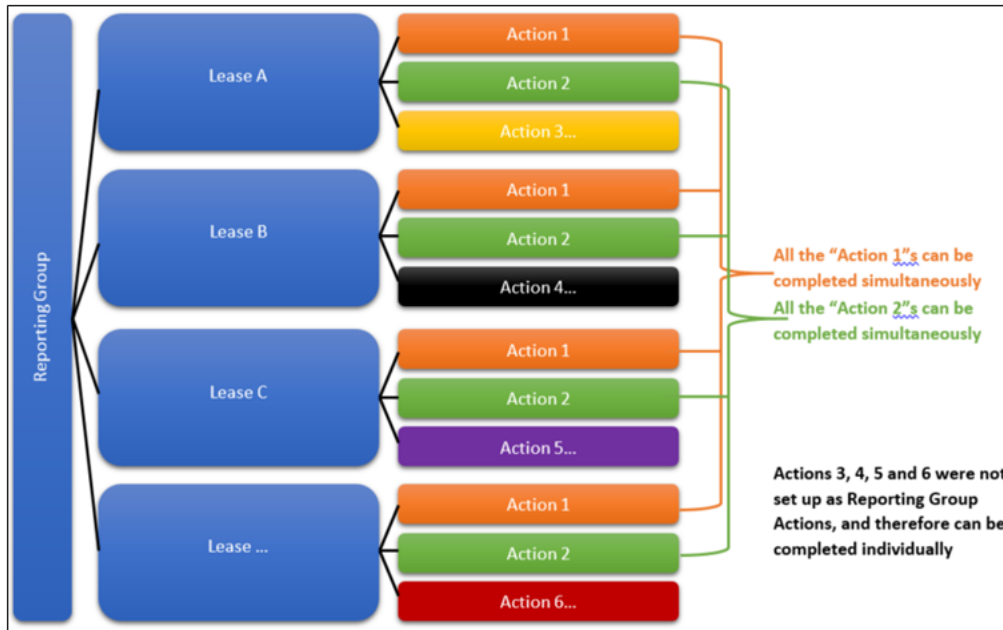 Reporting Group
Lease A
Action 1
Action 2
Action 3...
Lease B
Action 1
Action 2
Action 4...
Lease C
Action 1
Action 2
Action 5...
Lease ...
Action 1
Action 2
Action 6...
All the “Action 1”s can be
completed simultaneously
All the “Action 2”s can be
completed simultaneously
Actions 3, 4, 5 and 6 were not
set up as Reporting Group
Actions, and therefore can be
completed individually